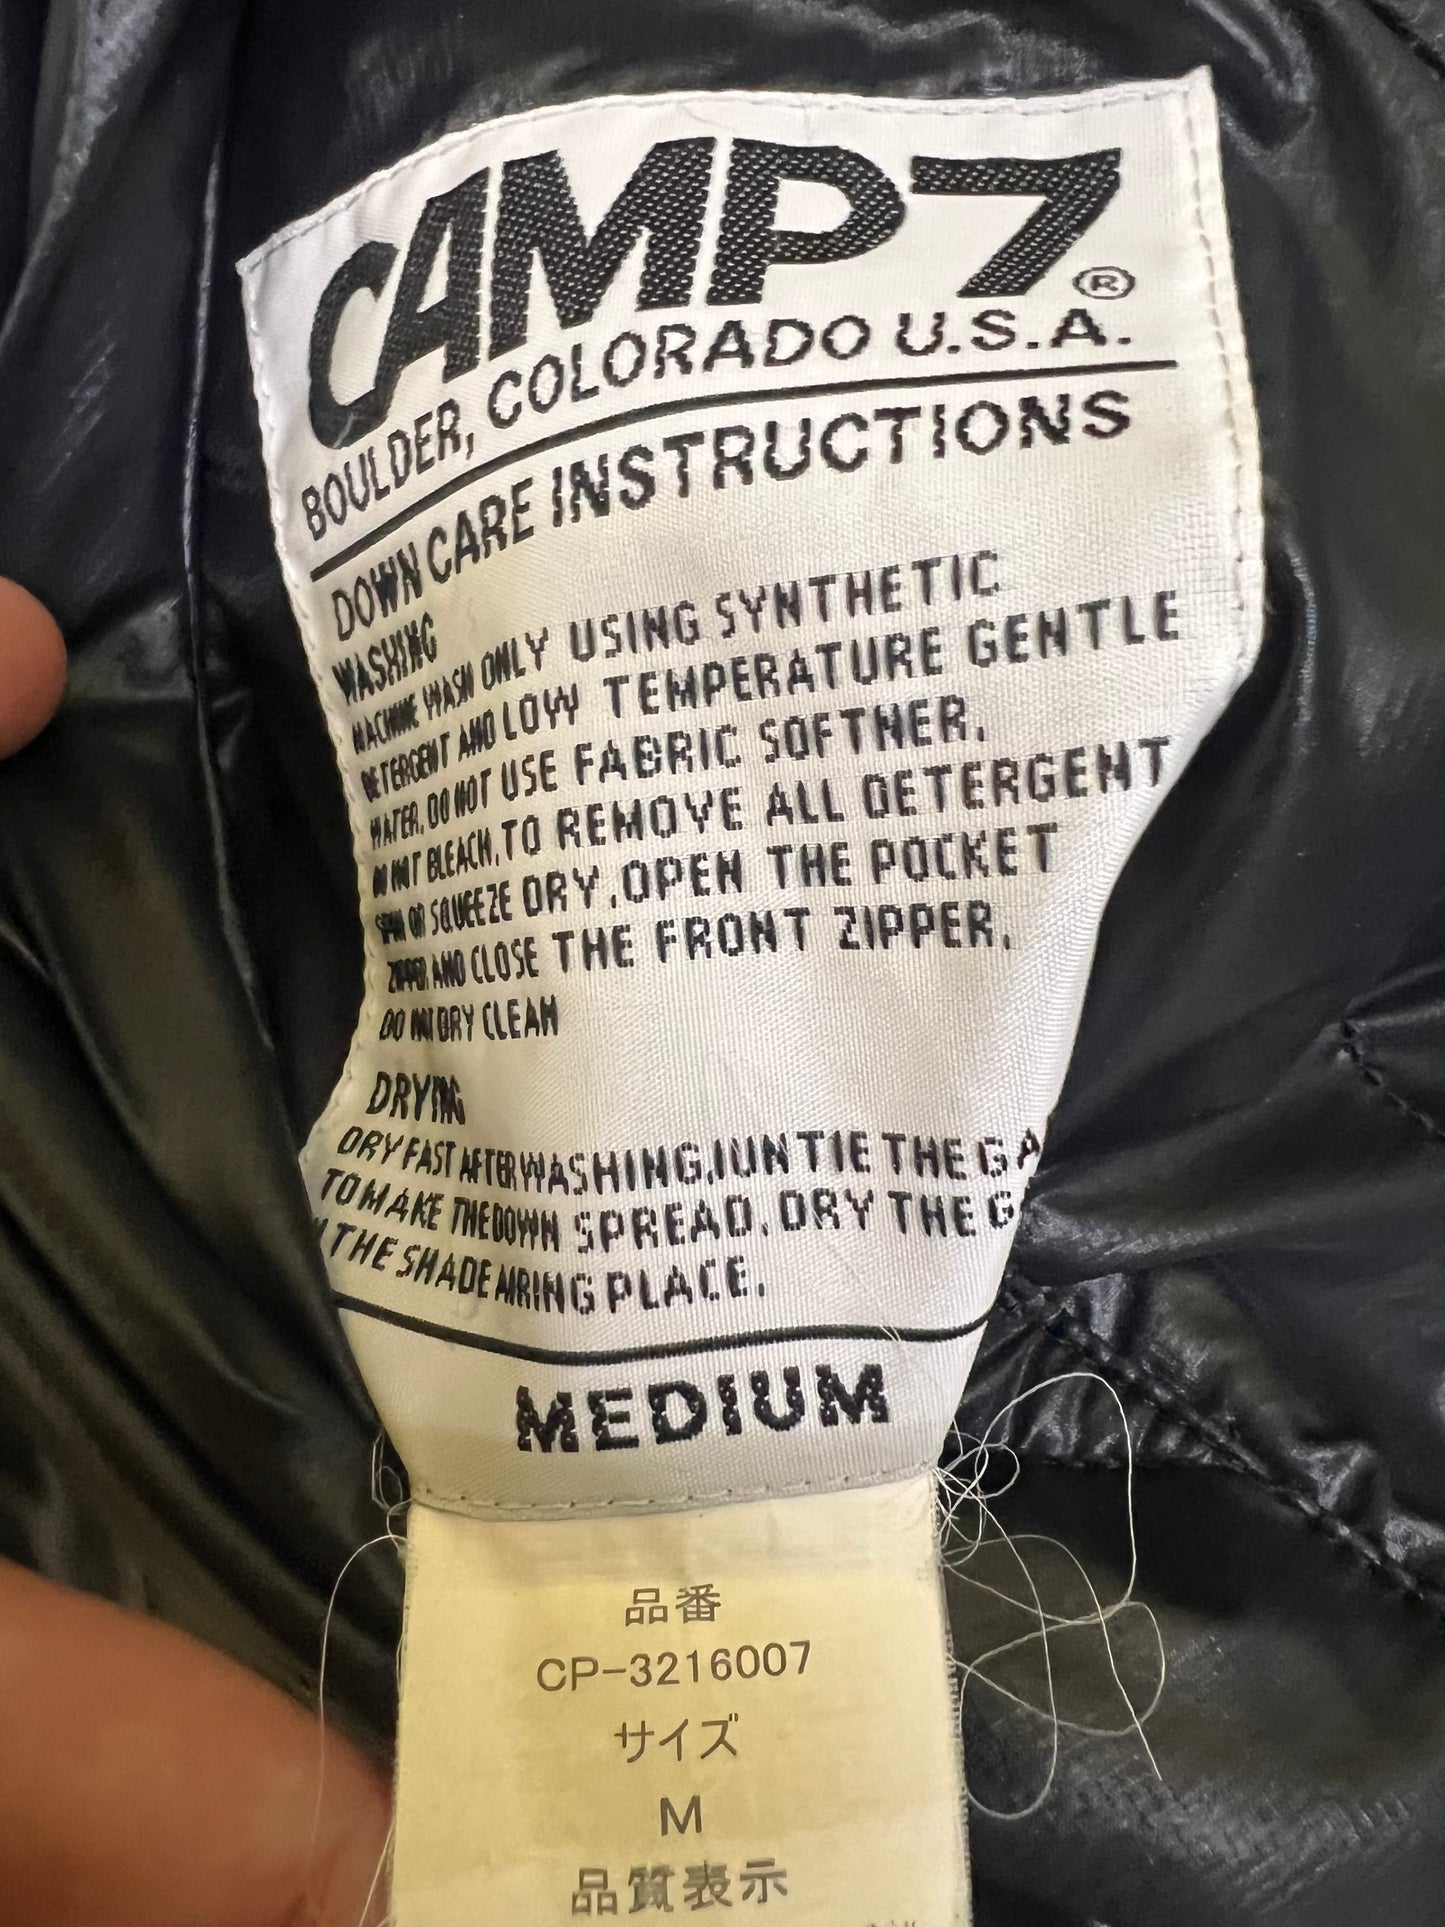 CAMP7®
BOULDER, COLORADO U.S.A.
DOWN CARE INSTRUCTIONS
WASHING
MACHINE WASH ONLY USING SYNTHETIC
DETERGENT AND LOW TEMPERATURE GENTLE
WATER. DO NOT USE FABRIC SOFTNER.
DO NOT BLEACH. TO REMOVE ALL DETERGENT
SPIN OR SQUEEZE DRY. OPEN THE POCKET
ZIPPER AND CLOSE THE FRONT ZIPPER.
DO NOT DRY CLEAN
DRYING
DRY FAST AFTER WASHING, UNTIE THE GA
TO MAKE THE DOWN SPREAD. DRY THE G
THE SHADE AIRING PLACE.
MEDIUM
品番
CP-3216007
サイズ
M
品質表示